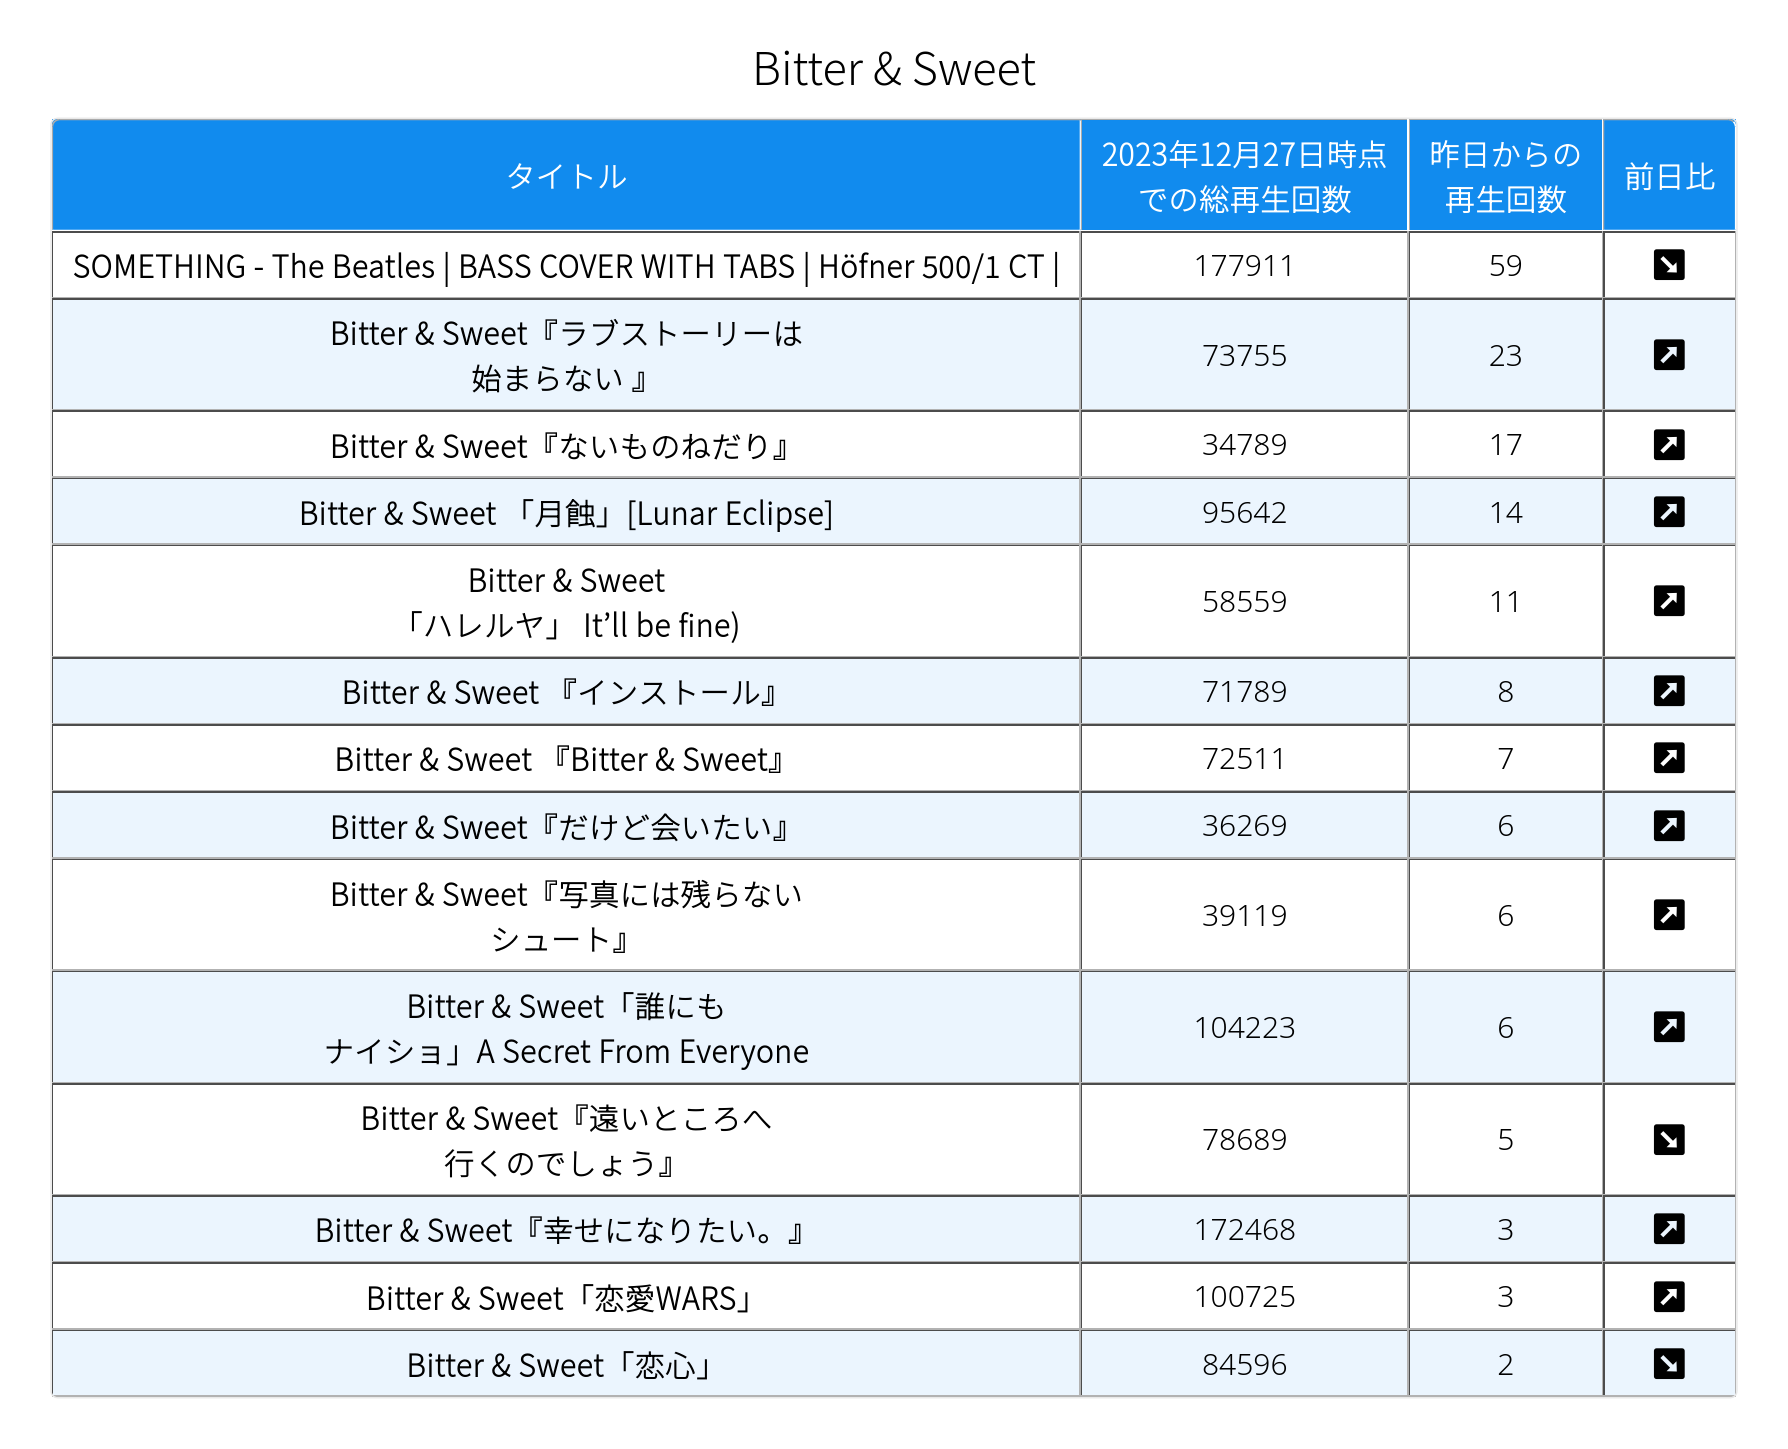 Bitter & Sweet
タイトル
2023年12月27日時点
での総再生回数
昨日からの
再生回数
前日比
SOMETHING - The Beatles | BASS COVER WITH TABS | Höfner 500/1 CT |
177911
59
Bitter & Sweet『ラブストーリーは
始まらない 』
73755
23
Bitter & Sweet『ないものねだり』
34789
17
Bitter & Sweet 「月蝕」[Lunar Eclipse]
95642
14
Bitter & Sweet
「ハレルヤ」 It’ll be fine)
58559
11
Bitter & Sweet 『インストール』
71789
8
Bitter & Sweet 『Bitter & Sweet』
72511
7
Bitter & Sweet『だけど会いたい』
36269
6
Bitter & Sweet『写真には残らない
シュート』
39119
6
Bitter & Sweet「誰にも
ナイショ」A Secret From Everyone
104223
6
Bitter & Sweet『遠いところへ
行くのでしょう』
78689
5
Bitter & Sweet『幸せになりたい。』
172468
3
Bitter & Sweet「恋愛WARS」
100725
3
Bitter & Sweet「恋心」
84596
2